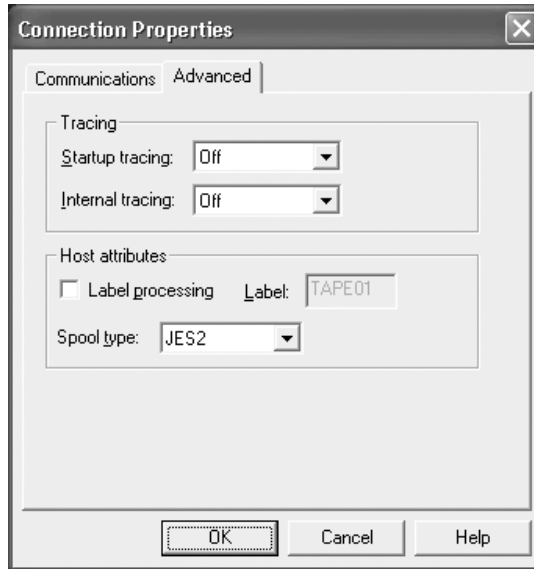 Connection Properties
Communications Advanced
Tracing
Startup tracing: Off
Internal tracing: Off
Host attributes
Label processing Label: TAPE01
Spool type: JES2
OK Cancel Help